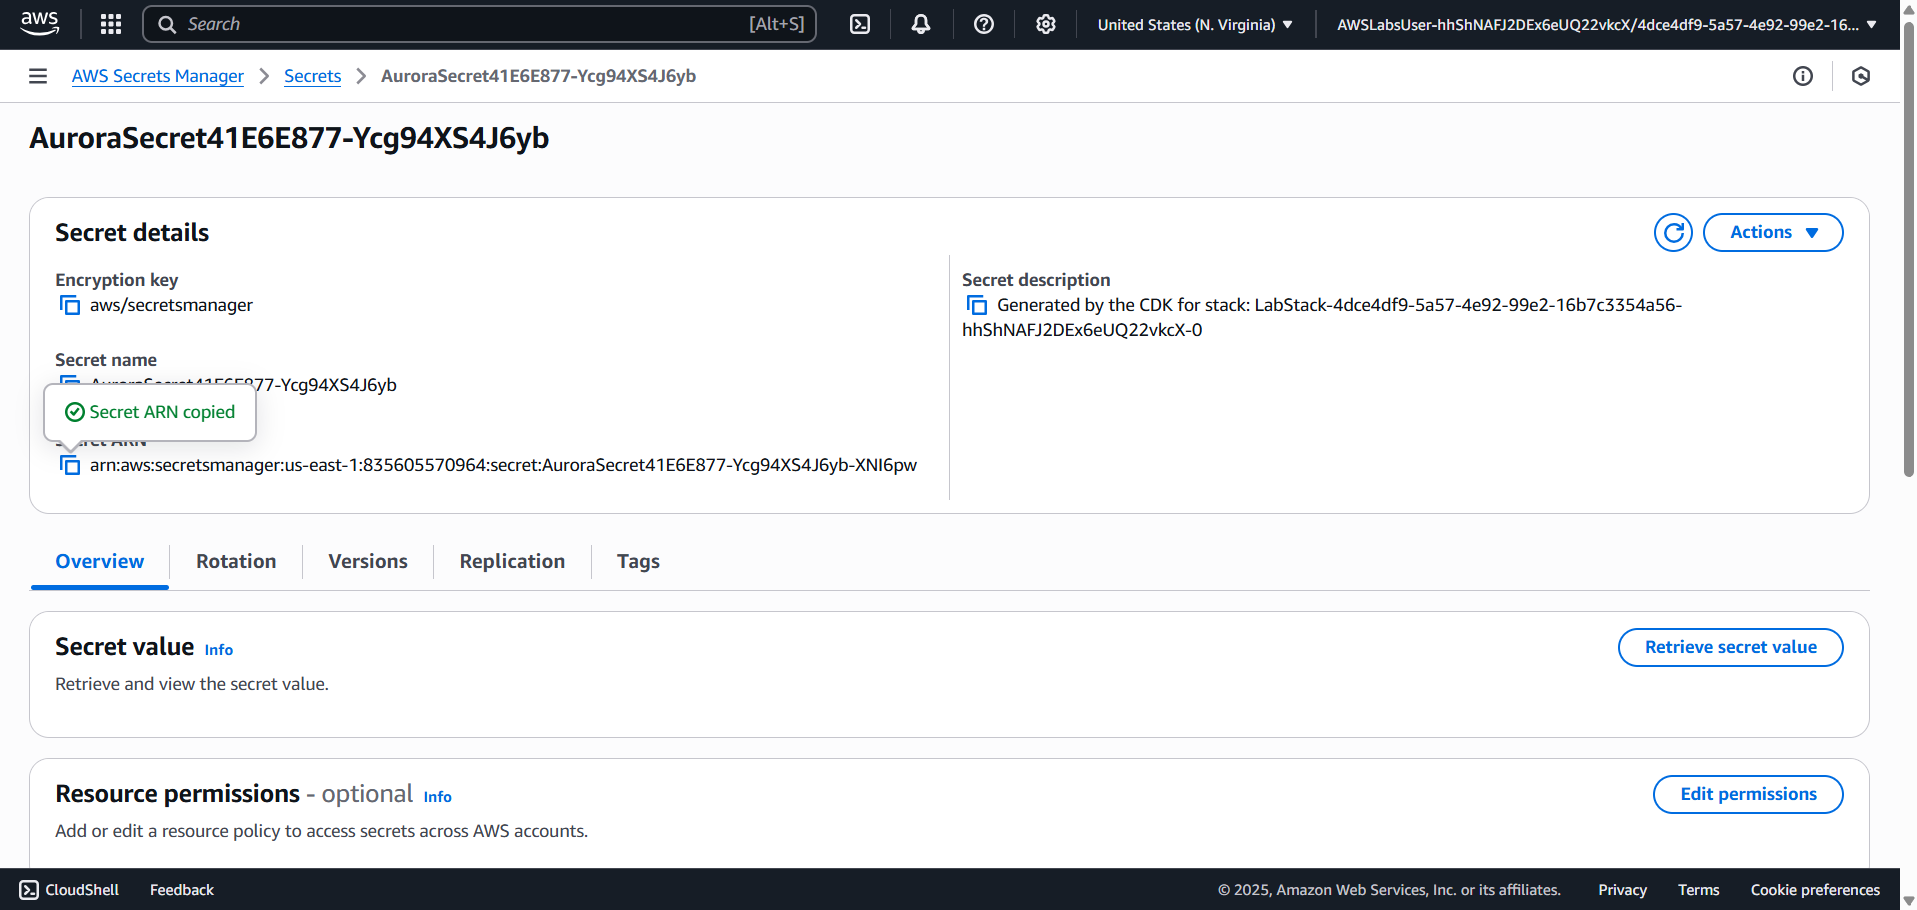 aws
Search [Alt+S]
United States (N. Virginia)
AWSLabsUser-hhShNAFJ2DEx6eUQ22vkcX/4dce4df9-5a57-4e92-99e2-16...
AWS Secrets Manager
Secrets
AuroraSecret41E6E877-Ycg94XS4J6yb
AuroraSecret41E6E877-Ycg94XS4J6yb
Secret details
Actions
Encryption key
aws/secretsmanager
Secret name
AuroraSecret41E6E877-Ycg94XS4J6yb
Secret ARN copied
Secret ARN
arn:aws:secretsmanager:us-east-1:835605570964:secret:AuroraSecret41E6E877-Ycg94XS4J6yb-XNI6pw
Secret description
Generated by the CDK for stack: LabStack-4dce4df9-5a57-4e92-99e2-16b7c3354a56-
hhShNAFJ2DEx6eUQ22vkcX-0
Overview
Rotation
Versions
Replication
Tags
Secret value Info
Retrieve secret value
Retrieve and view the secret value.
Resource permissions - optional Info
Edit permissions
Add or edit a resource policy to access secrets across AWS accounts.
CloudShell
Feedback
© 2025, Amazon Web Services, Inc. or its affiliates.
Privacy
Terms
Cookie preferences